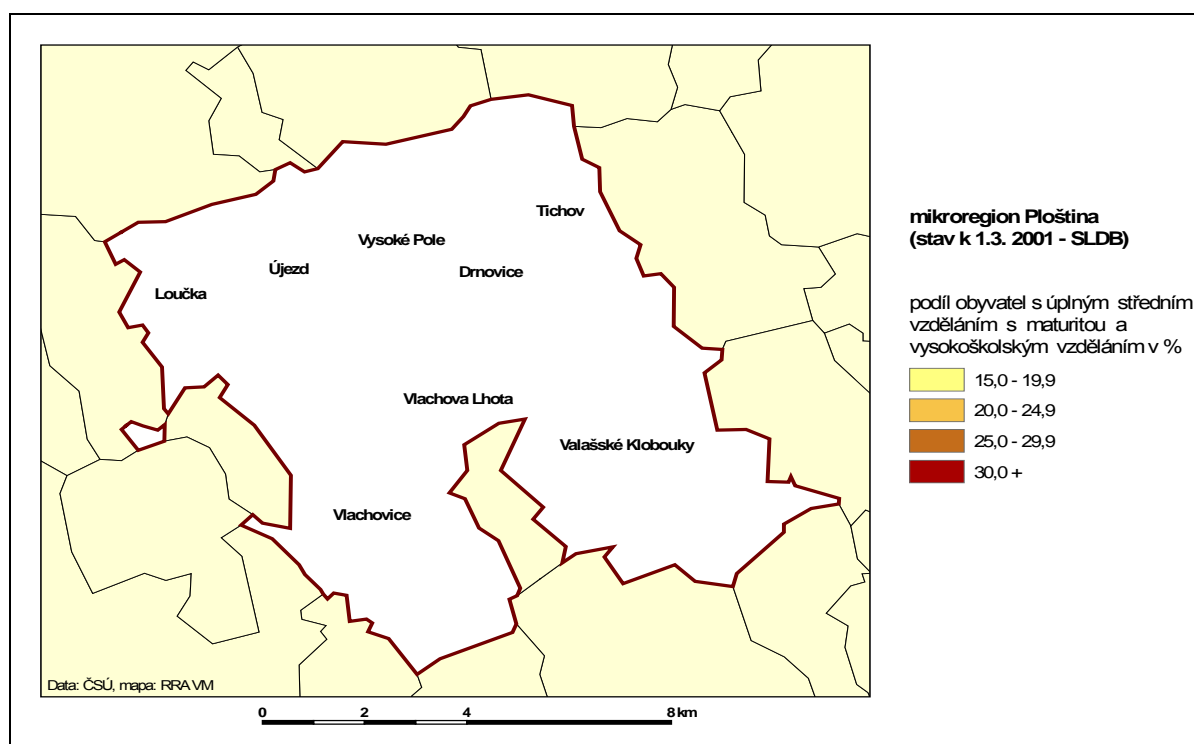 Tichov
Vysoké Pole
Újezd
Drnovice
Loučka
Vlachova Lhota
Valašské Klobouky
Vlachovice
Data: ČSÚ, mapa: RRA VM
0 2 4 8 km
mikroregion Ploština
(stav k 1.3. 2001 - SLDB)
podíl obyvatel s úplným středním
vzděláním s maturitou a
vysokoškolským vzděláním v %
15,0 - 19,9
20,0 - 24,9
25,0 - 29,9
30,0 +